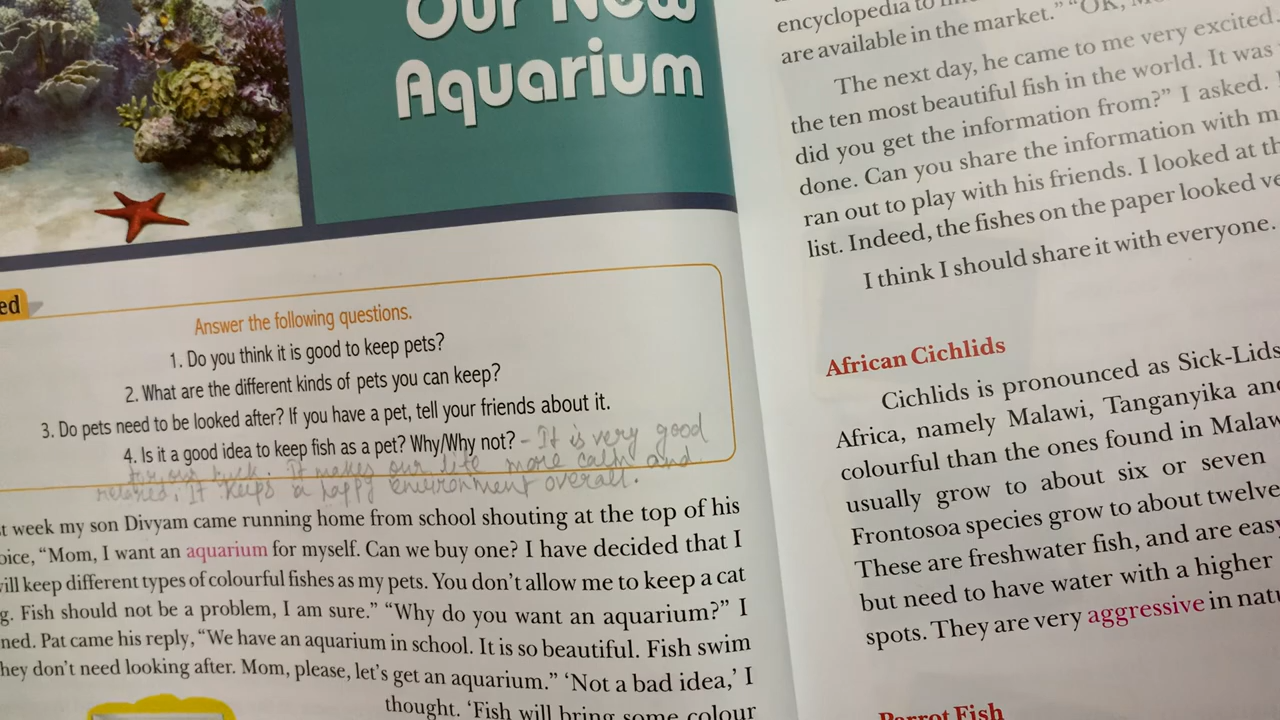 Our New
Aquarium
ed
Answer the following questions.
1. Do you think it is good to keep pets?
2. What are the different kinds of pets you can keep?
3. Do pets need to be looked after? If you have a pet, tell your friends about it.
4. Is it a good idea to keep fish as a pet? Why/Why not? - It is very good
for our luck. It makes our life more calm and
relaxed. It keeps a happy environment overall.
t week my son Divyam came running home from school shouting at the top of his
oice, “Mom, I want an aquarium for myself. Can we buy one? I have decided that I
ill keep different types of colourful fishes as my pets. You don’t allow me to keep a cat
g. Fish should not be a problem, I am sure.” “Why do you want an aquarium?” I
ned. Pat came his reply, “We have an aquarium in school. It is so beautiful. Fish swim
hey don’t need looking after. Mom, please, let’s get an aquarium.” ‘Not a bad idea,’ I
thought. ‘Fish will bring some colour
encyclopedia to
are available in the market.” “OK,
The next day, he came to me very excited.
the ten most beautiful fish in the world. It was
did you get the information from?” I asked.
done. Can you share the information with m
ran out to play with his friends. I looked at th
list. Indeed, the fishes on the paper looked ve
I think I should share it with everyone.
African Cichlids
Cichlids is pronounced as Sick-Lids
Africa, namely Malawi, Tanganyika and
colourful than the ones found in Malaw
usually grow to about six or seven
Frontosoa species grow to about twelve
These are freshwater fish, and are easy
but need to have water with a higher
spots. They are very aggressive in natu
Parrot Fish